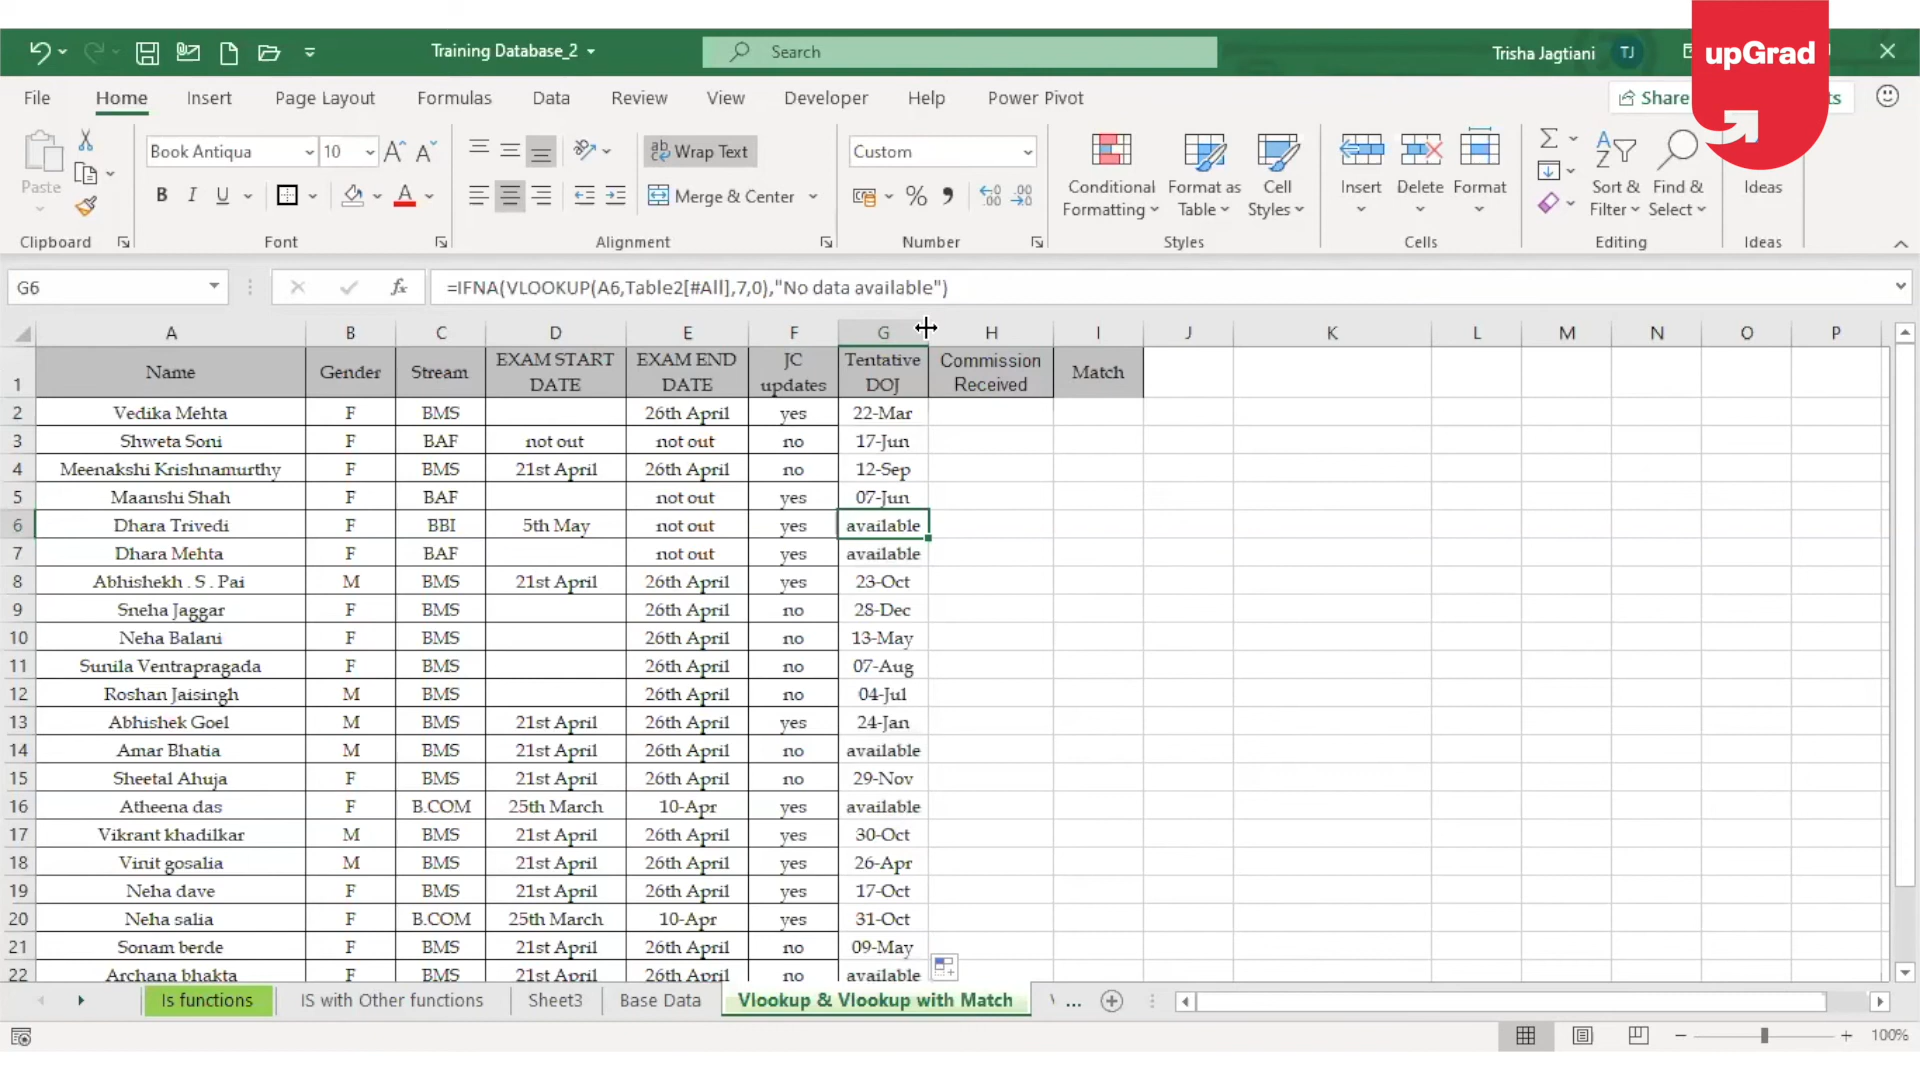 Training Database_2
Search
Trisha Jagtiani
TJ
upGrad
File Home Insert Page Layout Formulas Data Review View Developer Help Power Pivot
Share
ts
Paste
Book Antiqua
10
B I U
A
Wrap Text
Merge & Center
Custom
Conditional Formatting
Format as Table
Cell Styles
Insert
Delete
Format
Sort & Filter
Find & Select
Ideas
Clipboard Font Alignment Number Styles Cells Editing Ideas
G6
fx
=IFNA(VLOOKUP(A6,Table2[#All],7,0),"No data available")
A B C D E F G H I J K L M N O P
1 Name Gender Stream EXAM START DATE EXAM END DATE JC updates Tentative DOJ Commission Received Match
2 Vedika Mehta F BMS 26th April yes 22-Mar
3 Shweta Soni F BAF not out not out no 17-Jun
4 Meenakshi Krishnamurthy F BMS 21st April 26th April no 12-Sep
5 Maanshi Shah F BAF not out yes 07-Jun
6 Dhara Trivedi F BBI 5th May not out yes available
7 Dhara Mehta F BAF not out yes available
8 Abhishekh . S . Pai M BMS 21st April 26th April yes 23-Oct
9 Sneha Jaggar F BMS 26th April no 28-Dec
10 Neha Balani F BMS 26th April no 13-May
11 Sunila Ventrapragada F BMS 26th April no 07-Aug
12 Roshan Jaisingh M BMS 26th April no 04-Jul
13 Abhishek Goel M BMS 21st April 26th April yes 24-Jan
14 Amar Bhatia M BMS 21st April 26th April no available
15 Sheetal Ahuja F BMS 21st April 26th April no 29-Nov
16 Atheena das F B.COM 25th March 10-Apr yes available
17 Vikrant khadilkar M BMS 21st April 26th April yes 30-Oct
18 Vinit gosalia M BMS 21st April 26th April yes 26-Apr
19 Neha dave F BMS 21st April 26th April yes 17-Oct
20 Neha salia F B.COM 25th March 10-Apr yes 31-Oct
21 Sonam berde F BMS 21st April 26th April no 09-May
22 Archana bhakta F BMS 21st April 26th April no available
Is functions IS with Other functions Sheet3 Base Data Vlookup & Vlookup with Match ...
100%